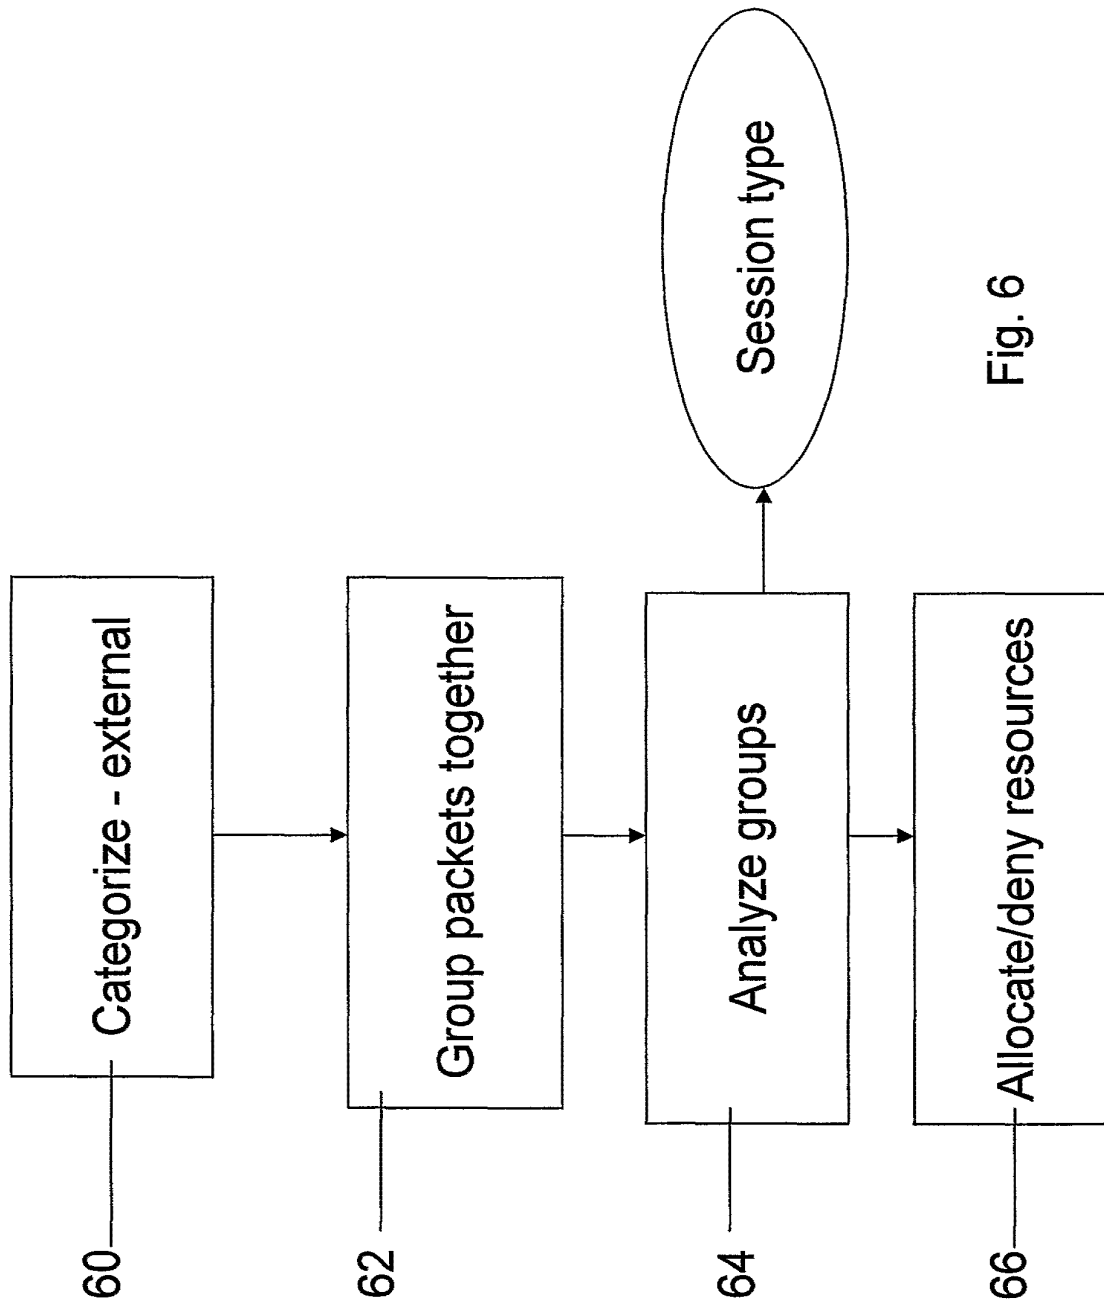 60
Categorize - external
62
Group packets together
64
Analyze groups
Session type
66
Allocate/deny resources
Fig. 6